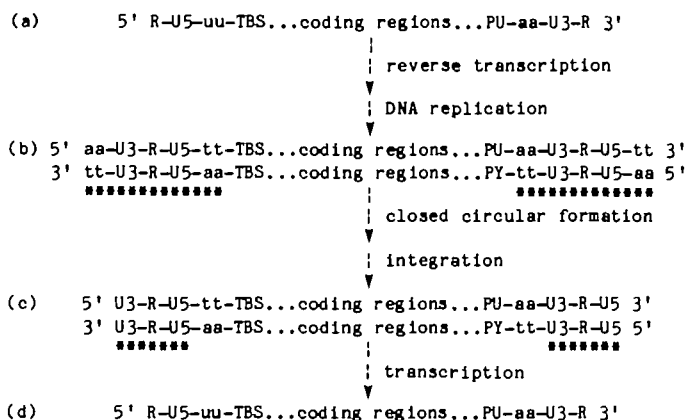 (a) 5' R-U5-uu-TBS...coding regions...PU-aa-U3-R 3'
reverse transcription
DNA replication
(b) 5' aa-U3-R-U5-tt-TBS...coding regions...PU-aa-U3-R-U5-tt 3'
3' tt-U3-R-U5-aa-TBS...coding regions...PY-tt-U3-R-U5-aa 5'
closed circular formation
integration
(c) 5' U3-R-U5-tt-TBS...coding regions...PU-aa-U3-R-U5 3'
3' U3-R-U5-aa-TBS...coding regions...PY-tt-U3-R-U5 5'
transcription
(d) 5' R-U5-uu-TBS...coding regions...PU-aa-U3-R 3'